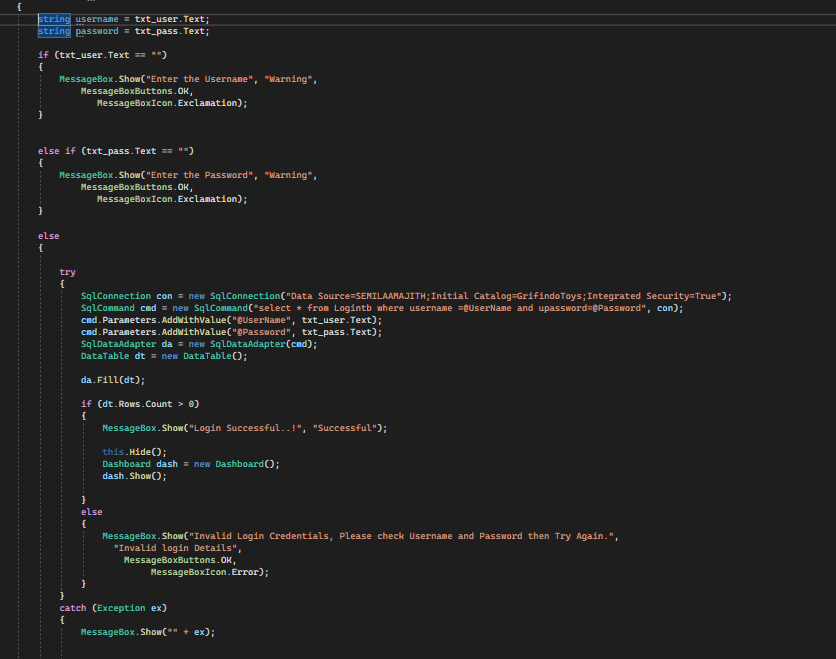 {
string username = txt_user.Text;
string password = txt_pass.Text;
if (txt_user.Text == "")
{
MessageBox.Show("Enter the Username", "Warning",
MessageBoxButtons.OK,
MessageBoxIcon.Exclamation);
}
else if (txt_pass.Text == "")
{
MessageBox.Show("Enter the Password", "Warning",
MessageBoxButtons.OK,
MessageBoxIcon.Exclamation);
}
else
{
try
{
SqlConnection con = new SqlConnection("Data Source=SEMILAAMAJITH;Initial Catalog=GrifindoToys;Integrated Security=True");
SqlCommand cmd = new SqlCommand("select * from Logintb where username =@UserName and upassword=@Password", con);
cmd.Parameters.AddWithValue("@UserName", txt_user.Text);
cmd.Parameters.AddWithValue("@Password", txt_pass.Text);
SqlDataAdapter da = new SqlDataAdapter(cmd);
DataTable dt = new DataTable();
da.Fill(dt);
if (dt.Rows.Count > 0)
{
MessageBox.Show("Login Successful..!", "Successful");
this.Hide();
Dashboard dash = new Dashboard();
dash.Show();
}
else
{
MessageBox.Show("Invalid Login Credentials, Please check Username and Password then Try Again.",
"Invalid login Details",
MessageBoxButtons.OK,
MessageBoxIcon.Error);
}
}
catch (Exception ex)
{
MessageBox.Show("" + ex);